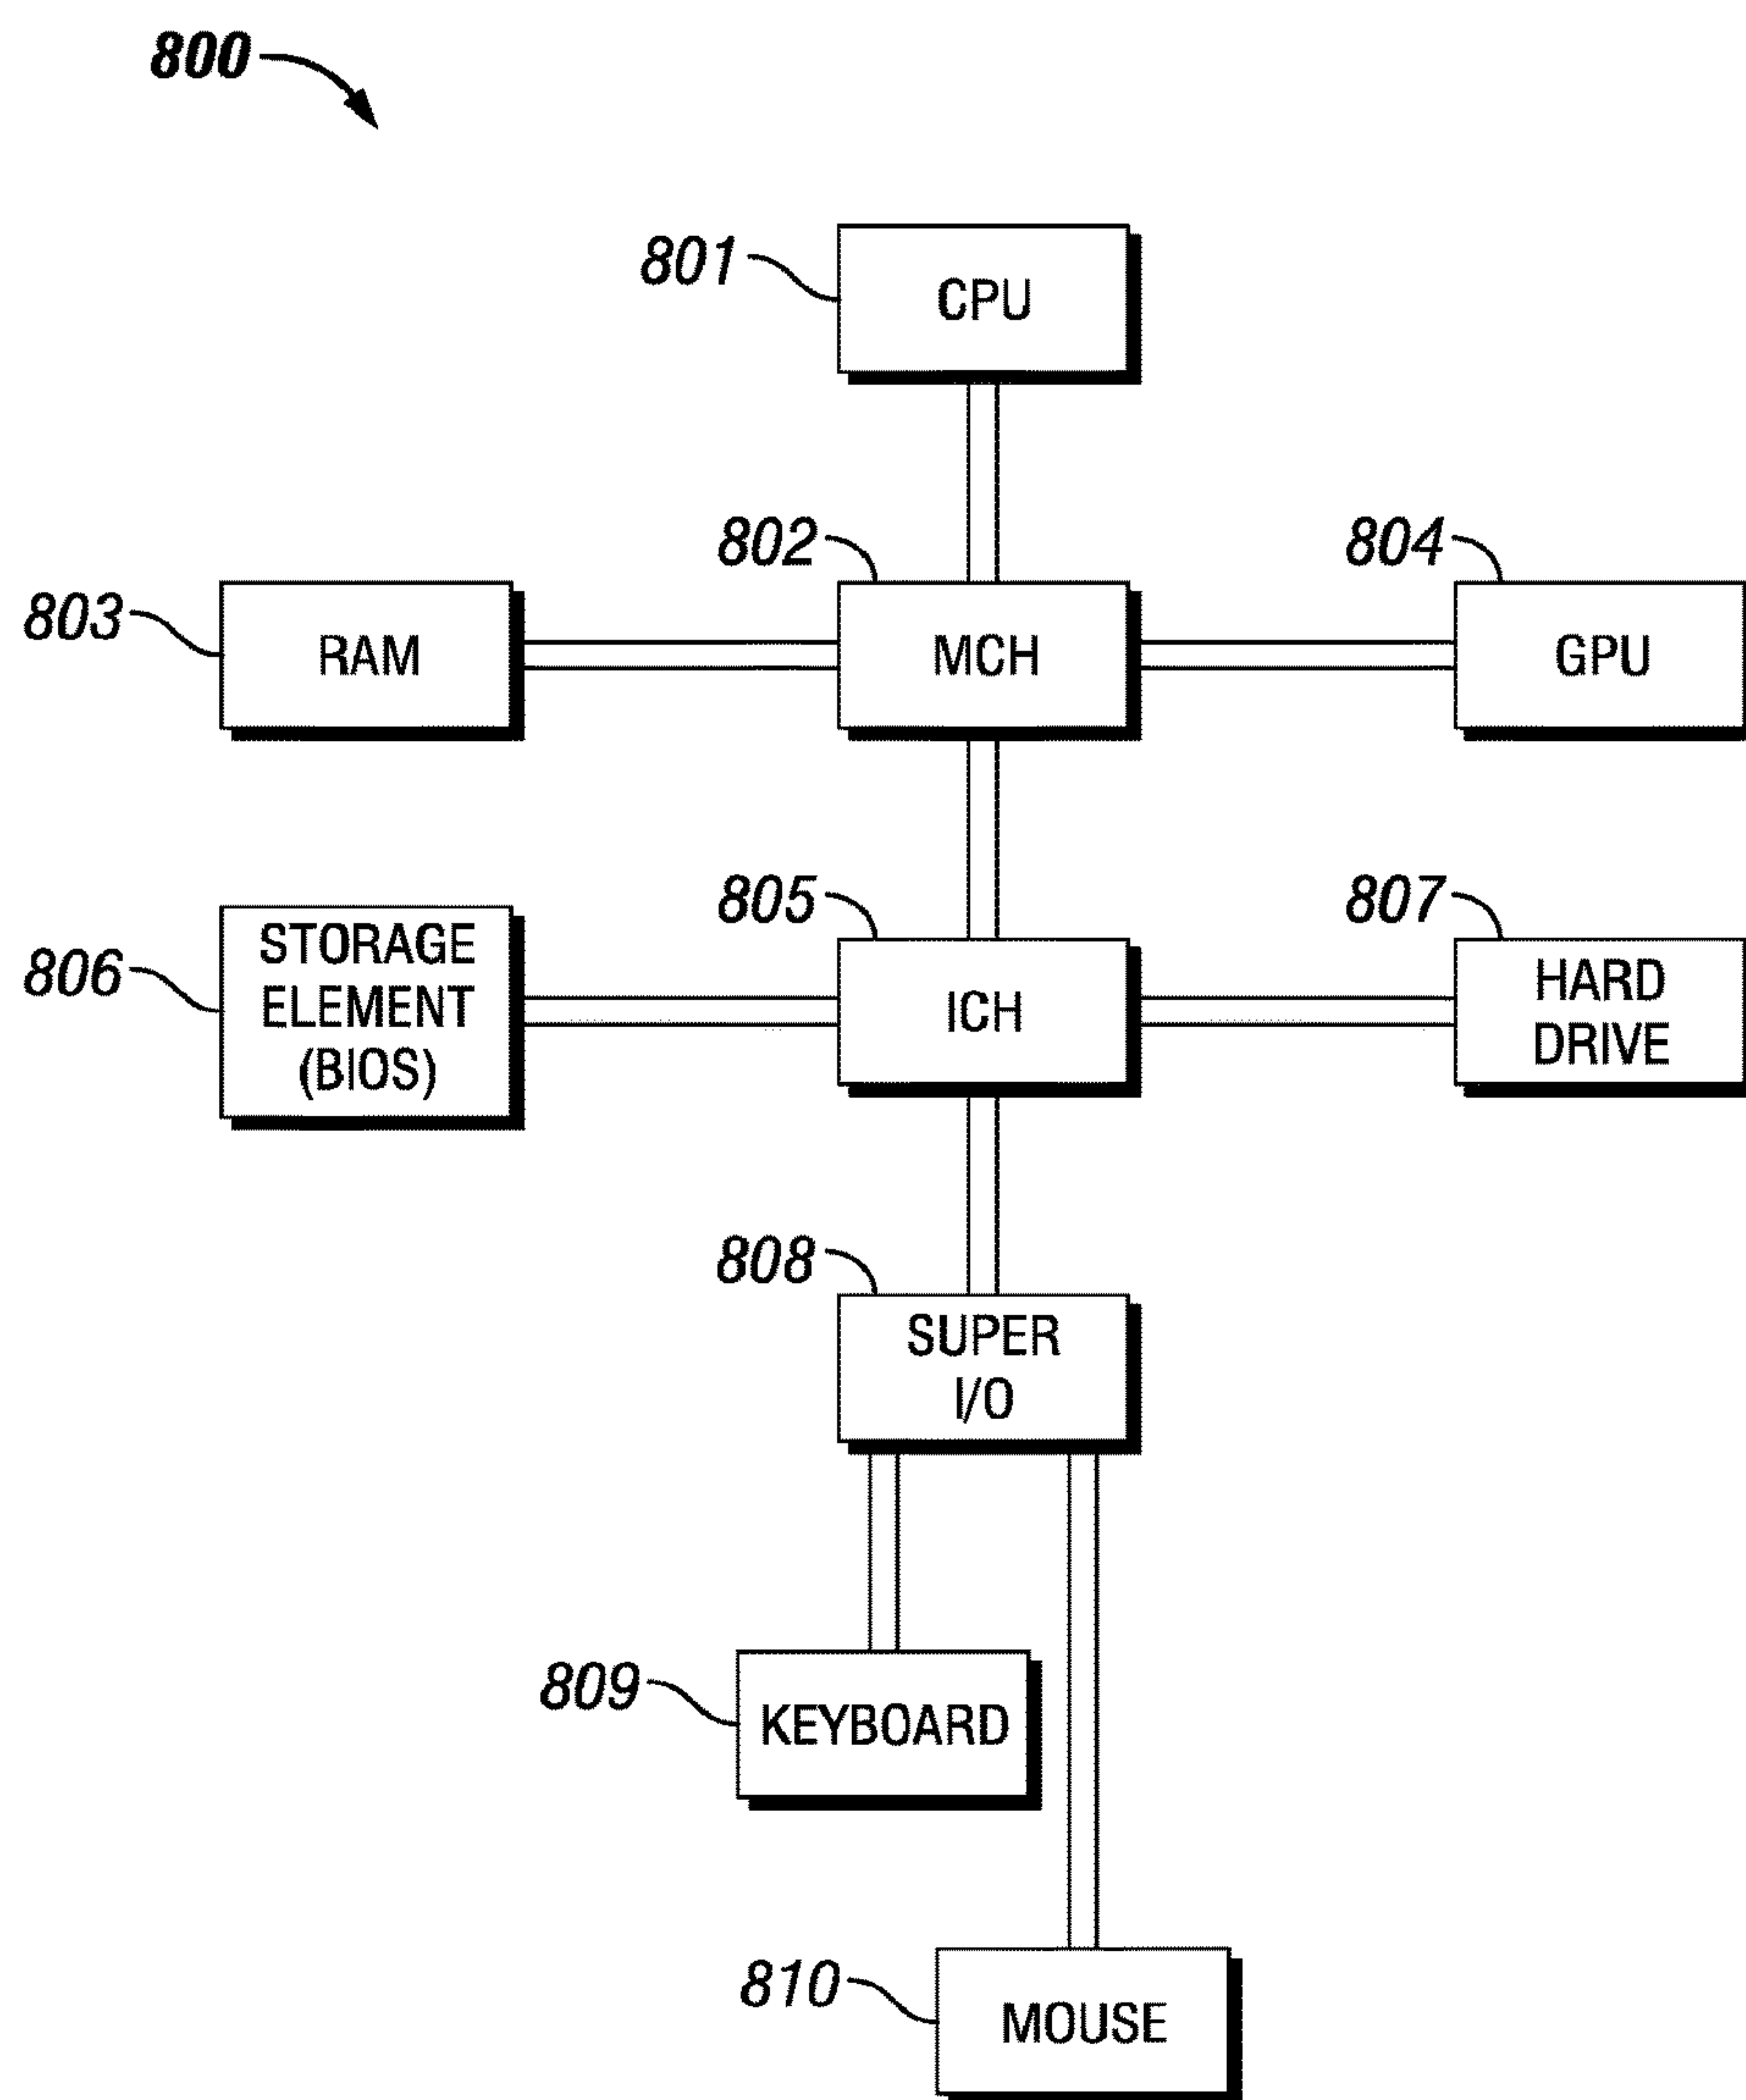 800
801
CPU
802
804
803
RAM
MCH
GPU
805
807
806
STORAGE
ELEMENT
(BIOS)
ICH
HARD
DRIVE
808
SUPER
I/O
809
KEYBOARD
810
MOUSE